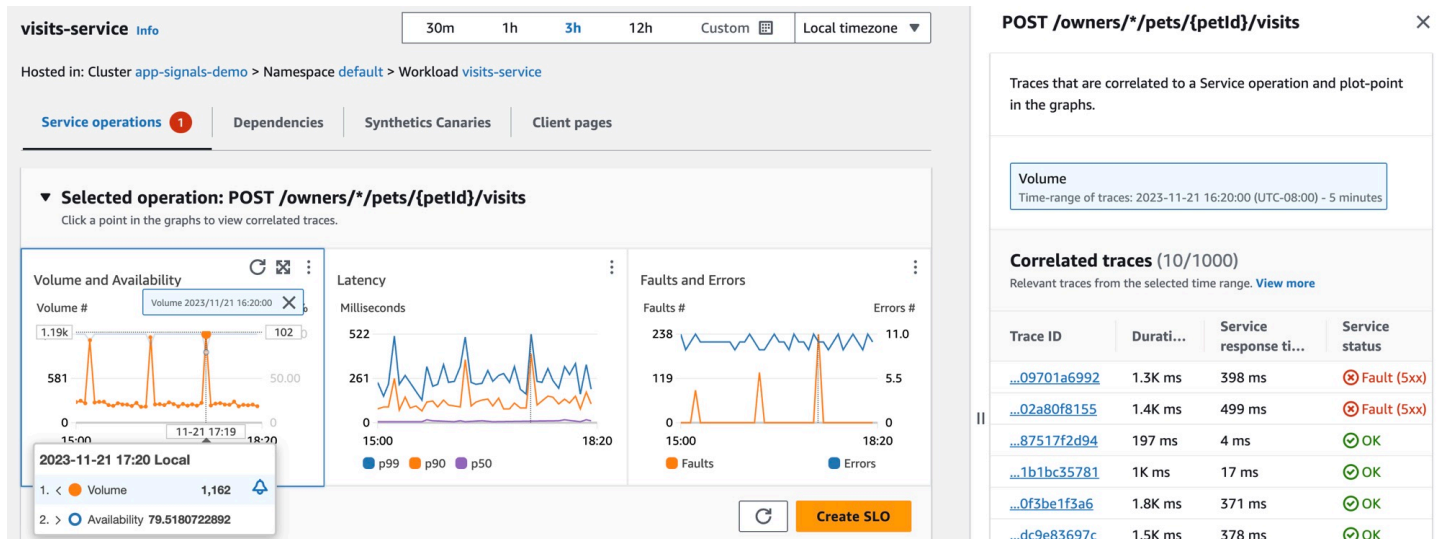 visits-service Info
30m 1h 3h 12h Custom Local timezone
Hosted in: Cluster app-signals-demo > Namespace default > Workload visits-service
Service operations 1 Dependencies Synthetics Canaries Client pages
Selected operation: POST /owners/*/pets/{petId}/visits
Click a point in the graphs to view correlated traces.
Volume and Availability
Volume #
Volume 2023/11/21 16:20:00
1.19k
102
581
50.00
0
0
15:00
11-21 17:19
18:20
2023-11-21 17:20 Local
1. < Volume 1,162
2. > Availability 79.5180722892
Latency
Milliseconds
522
261
0
15:00 18:20
p99 p90 p50
Faults and Errors
Faults # Errors #
238 11.0
119 5.5
0 0
15:00 18:20
Faults Errors
Create SLO
POST /owners/*/pets/{petId}/visits
Traces that are correlated to a Service operation and plot-point
in the graphs.
Volume
Time-range of traces: 2023-11-21 16:20:00 (UTC-08:00) - 5 minutes
Correlated traces (10/1000)
Relevant traces from the selected time range. View more
Trace ID Durati... Service response ti... Service status
...09701a6992 1.3K ms 398 ms Fault (5xx)
...02a80f8155 1.4K ms 499 ms Fault (5xx)
...87517f2d94 197 ms 4 ms OK
...1b1bc35781 1K ms 17 ms OK
...0f3be1f3a6 1.8K ms 371 ms OK
...dc9e83697c 1.5K ms 378 ms OK